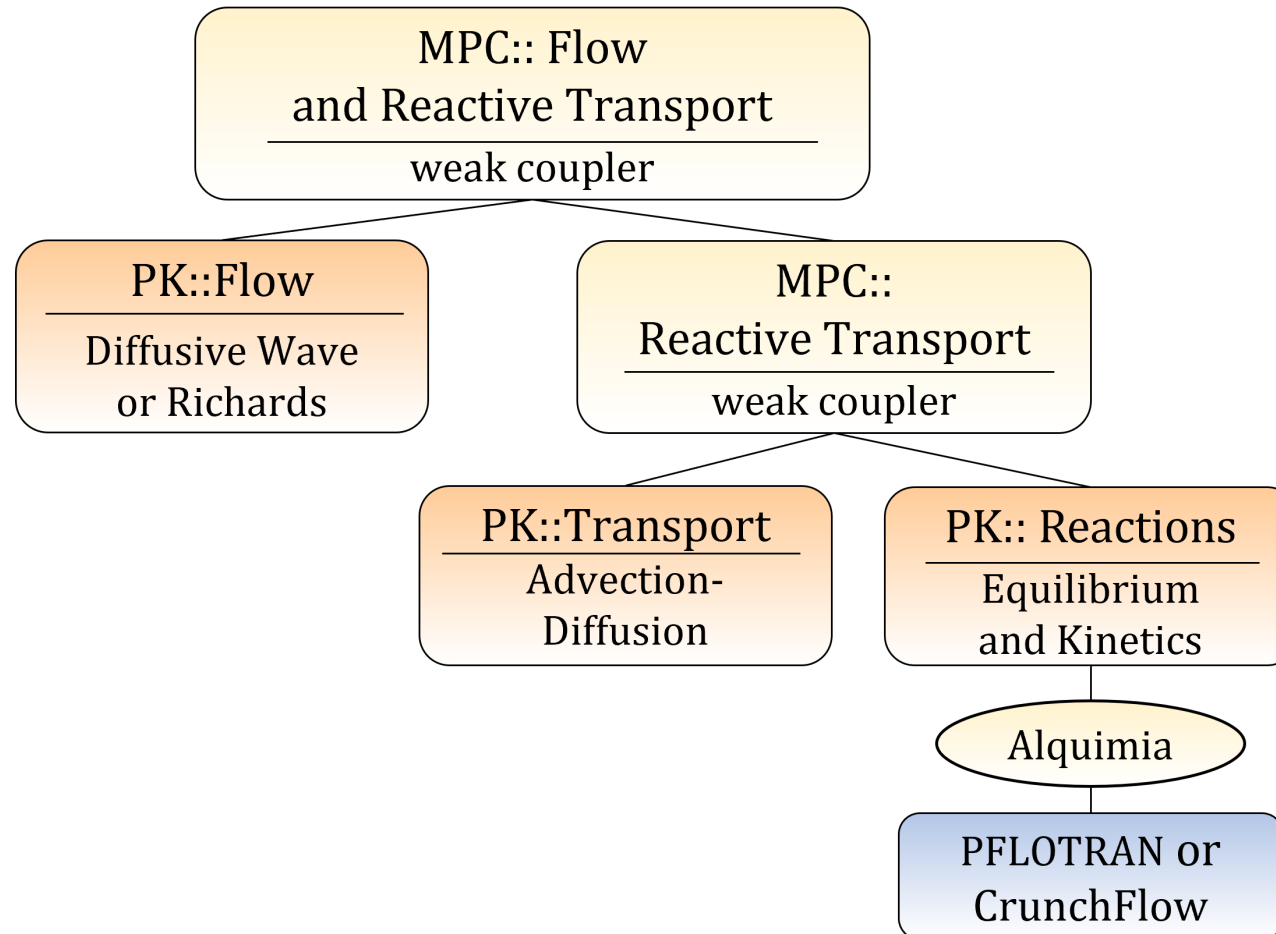 MPC:: Flow
and Reactive Transport
weak coupler
PK::Flow
Diffusive Wave
or Richards
MPC::
Reactive Transport
weak coupler
PK::Transport
Advection-
Diffusion
PK:: Reactions
Equilibrium
and Kinetics
Alquimia
PFLOTRAN or
CrunchFlow